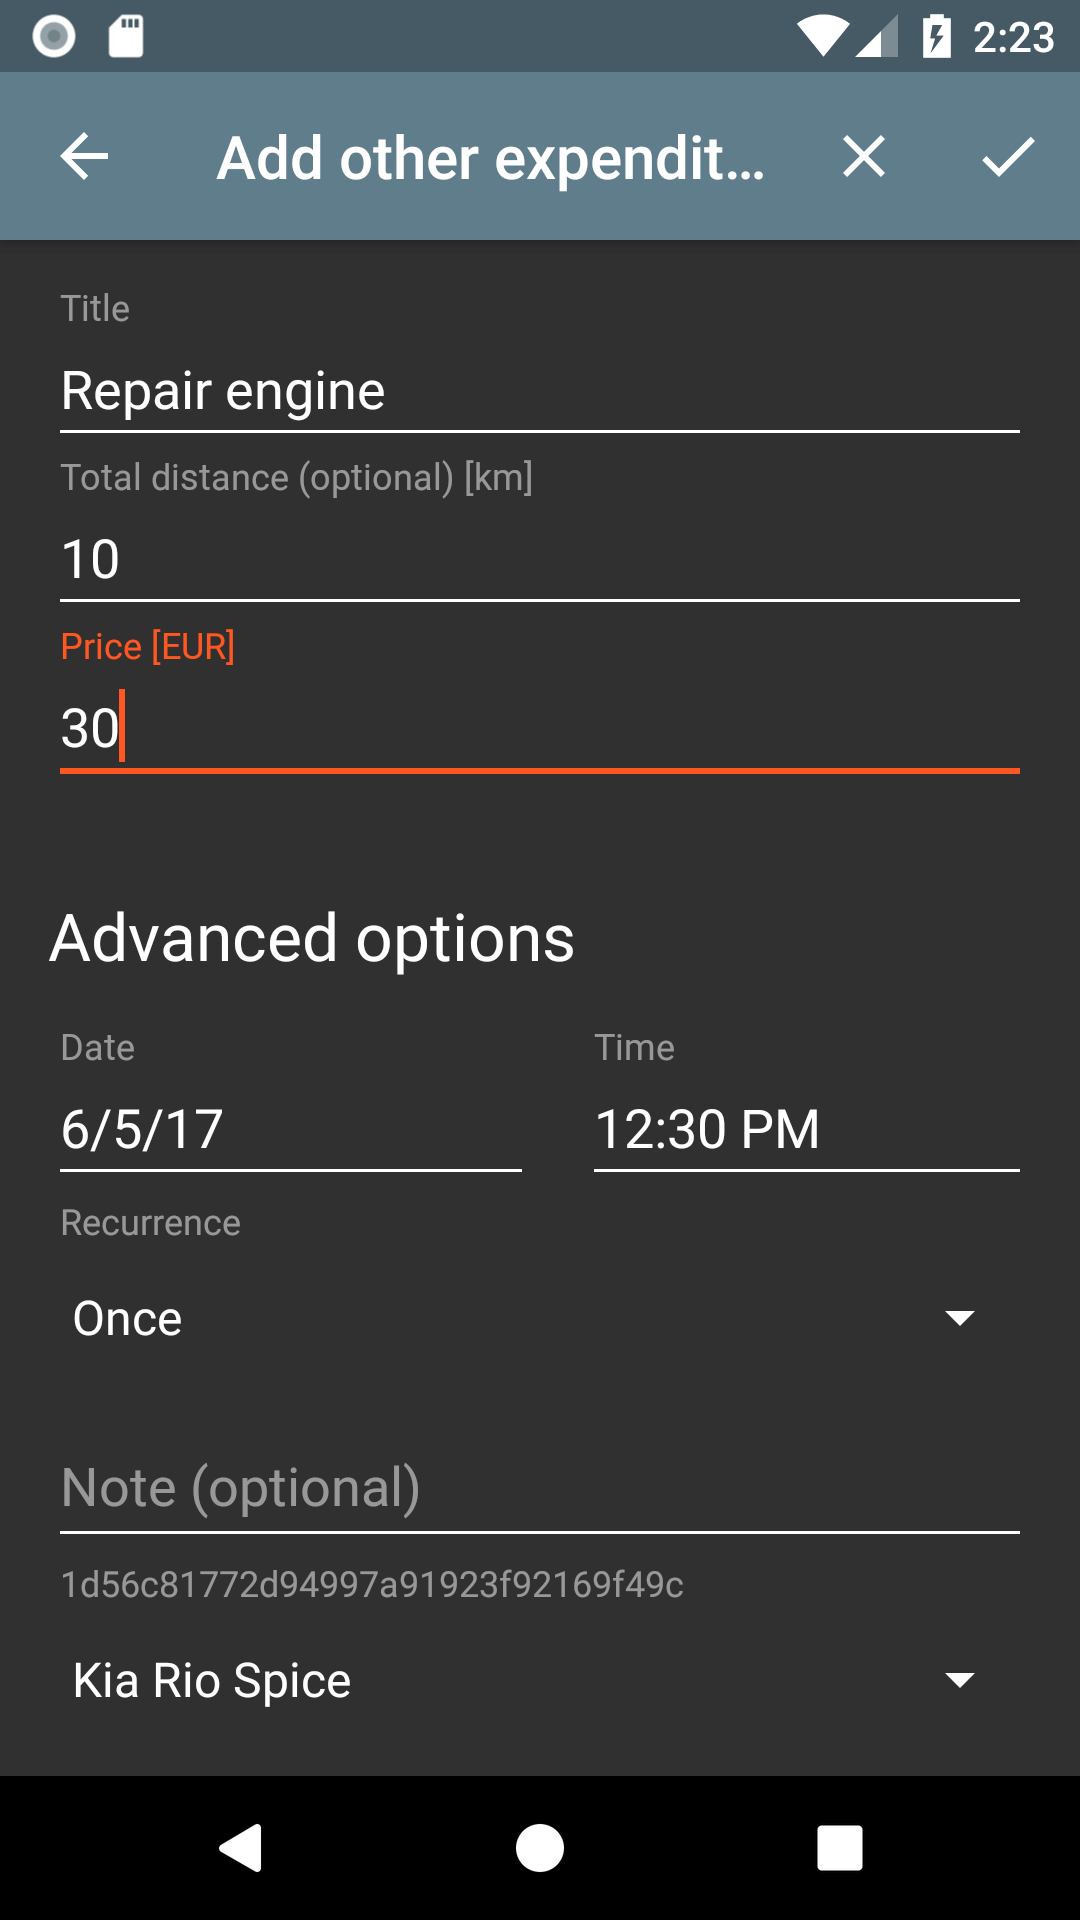 2:23
Add other expendit...
Title
Repair engine
Total distance (optional) [km]
10
Price [EUR]
30
Advanced options
Date
Time
6/5/17
12:30 PM
Recurrence
Once
Note (optional)
1d56c81772d94997a91923f92169f49c
Kia Rio Spice